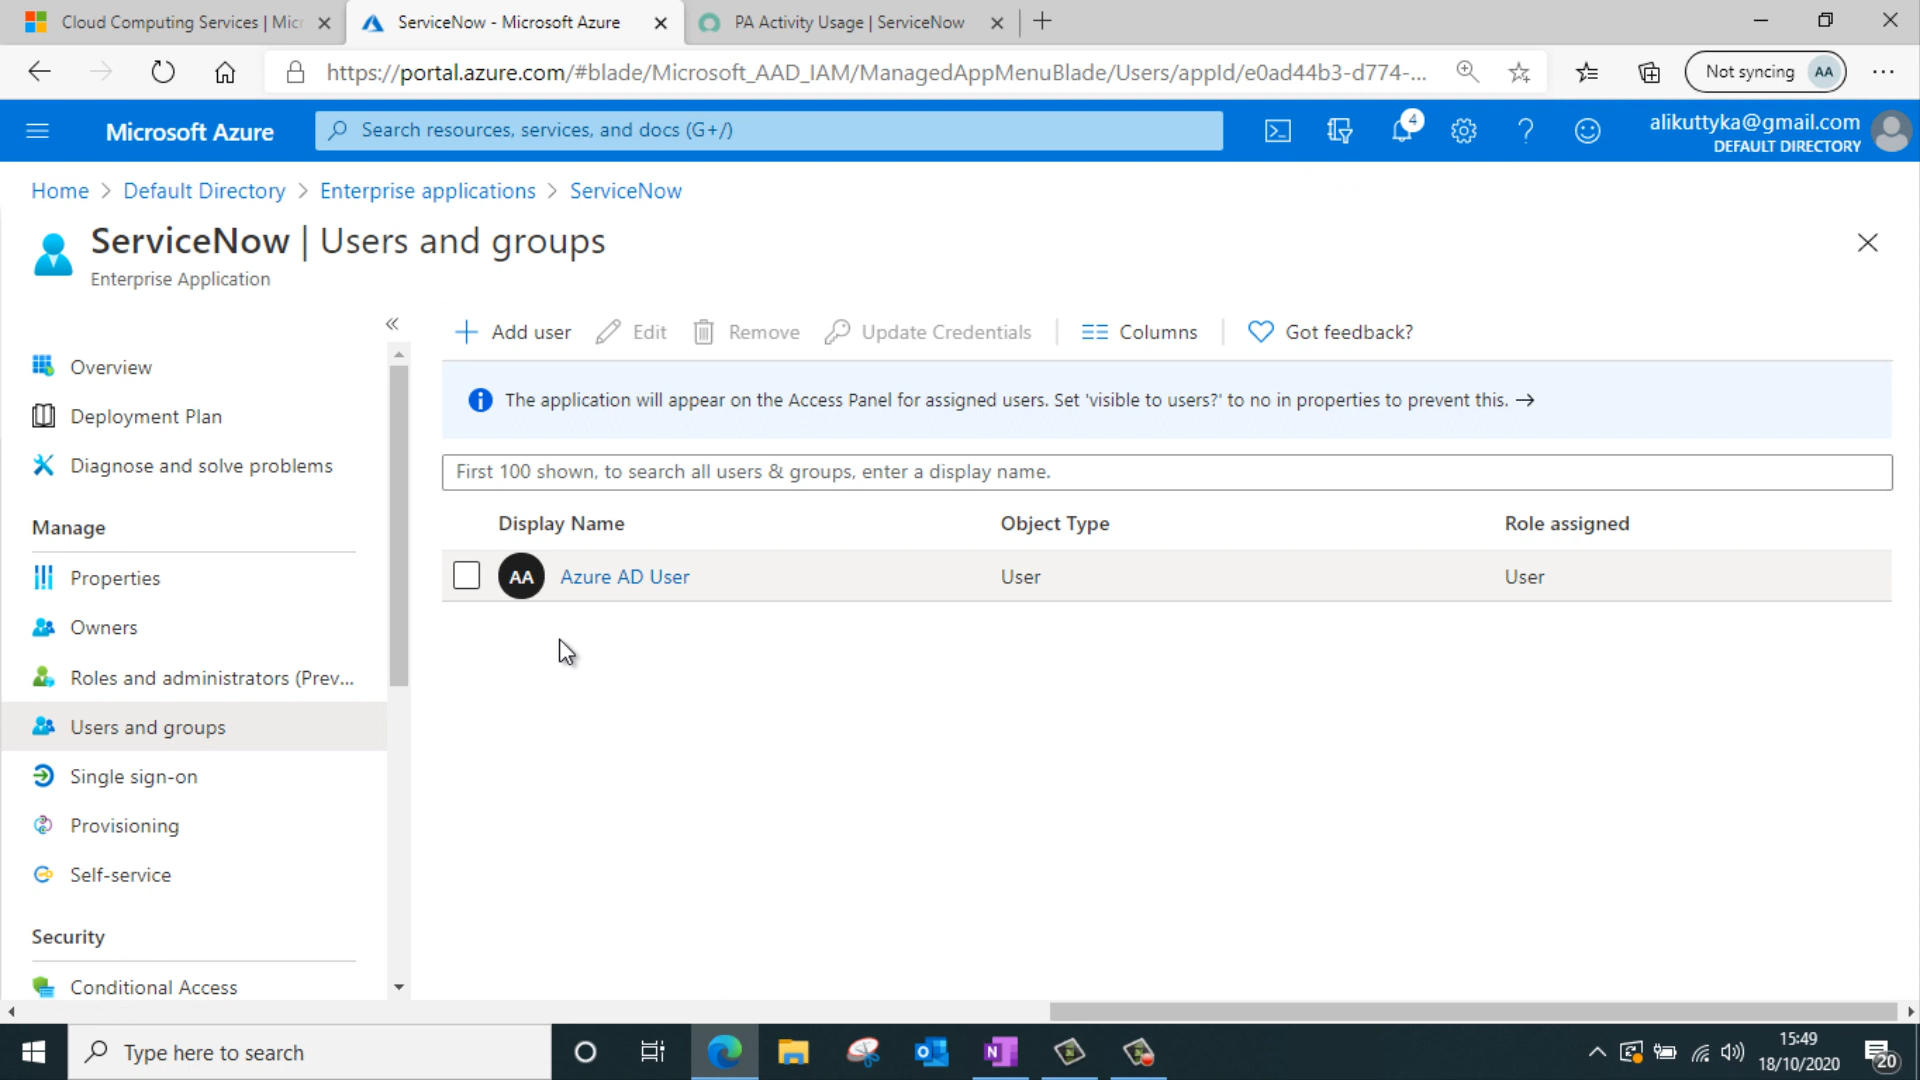 Cloud Computing Services | Micr
ServiceNow - Microsoft Azure
PA Activity Usage | ServiceNow
https://portal.azure.com/#blade/Microsoft_AAD_IAM/ManagedAppMenuBlade/Users/appId/e0ad44b3-d774-...
Not syncing AA
Microsoft Azure
Search resources, services, and docs (G+/)
4
alikuttyka@gmail.com
DEFAULT DIRECTORY
Home > Default Directory > Enterprise applications > ServiceNow
ServiceNow | Users and groups
Enterprise Application
Add user
Edit
Remove
Update Credentials
Columns
Got feedback?
Overview
Deployment Plan
Diagnose and solve problems
Manage
Properties
Owners
Roles and administrators (Prev...
Users and groups
Single sign-on
Provisioning
Self-service
Security
Conditional Access
The application will appear on the Access Panel for assigned users. Set 'visible to users?' to no in properties to prevent this. →
First 100 shown, to search all users & groups, enter a display name.
Display Name Object Type Role assigned
AA Azure AD User User User
Type here to search
15:49
18/10/2020
20